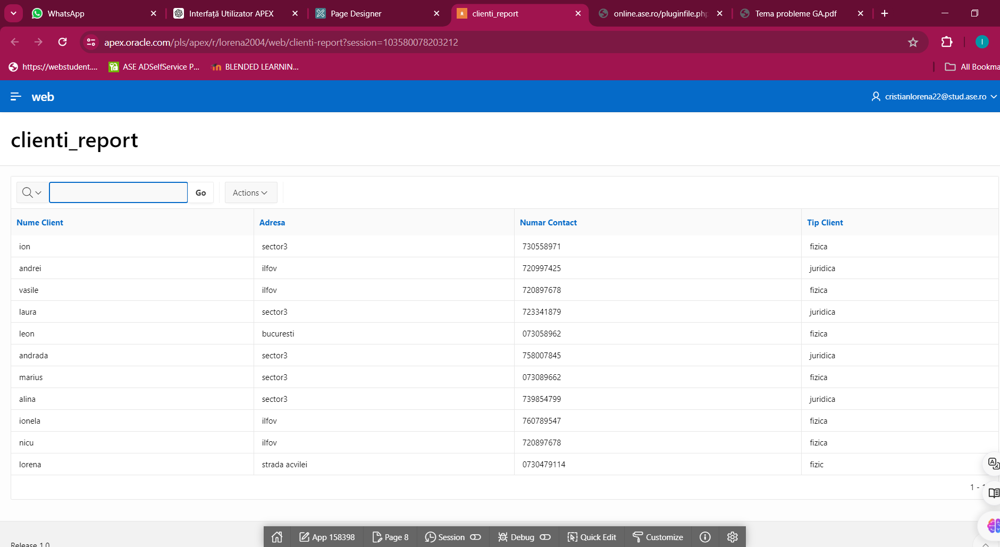 WhatsApp Interfață Utilizator APEX Page Designer clienti_report online.ase.ro/pluginfile.php Tema probleme GA.pdf
apex.oracle.com/pls/apex/r/lorena2004/web/clienti-report?session=103580078203212 I
https://webstudent.... ASE ADSelfService P... BLENDED LEARNIN... All Bookma
web cristianlorena22@stud.ase.ro
clienti_report
Go Actions
Nume Client Adresa Numar Contact Tip Client
ion sector3 730558971 fizica
andrei ilfov 720997425 juridica
vasile ilfov 720897678 fizica
laura sector3 723341879 juridica
leon bucuresti 073058962 fizica
andrada sector3 758007845 juridica
marius sector3 073089662 fizica
alina sector3 739854799 juridica
ionela ilfov 760789547 fizica
nicu ilfov 720897678 fizica
lorena strada acvilei 0730479114 fizic
1 -
App 158398 Page 8 Session Debug Quick Edit Customize
Release 1.0